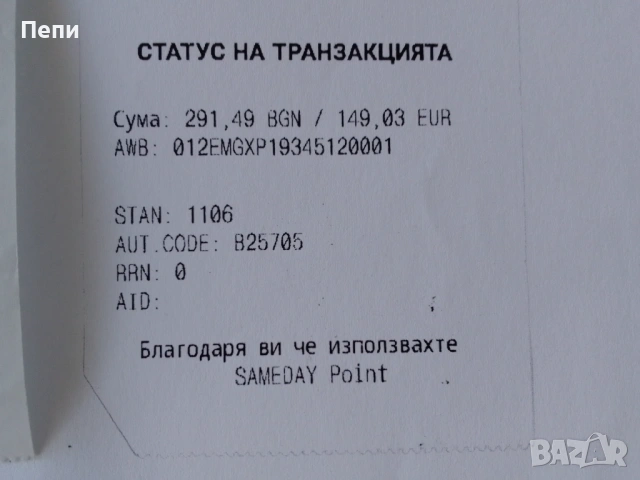 Пепи
СТАТУС НА ТРАНЗАКЦИЯТА
Сума: 291,49 BGN / 149,03 EUR
AWB: 012EMGXP19345120001
STAN: 1106
AUT.CODE: B25705
RRN: 0
AID:
Благодаря ви че използвахте
SAMEDAY Point
BAZAR